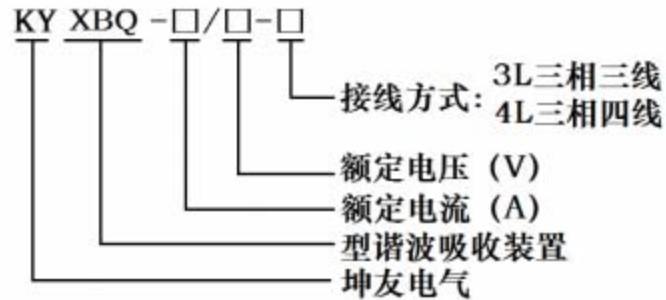 KY XBQ-□/□-□
接线方式：3L三相三线
4L三相四线
额定电压（V）
额定电流（A）
型谐波吸收装置
坤友电气